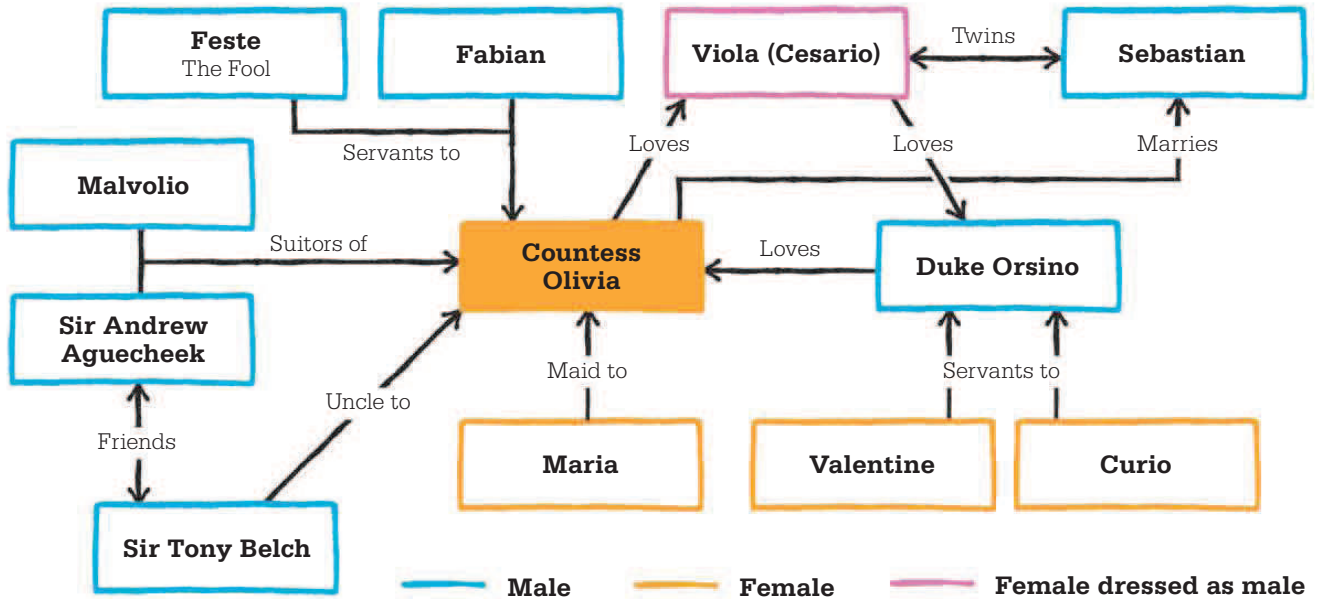 Feste
The Fool
Fabian
Viola (Cesario)
Twins
Sebastian
Servants to
Loves
Loves
Marries
Malvolio
Suitors of
Countess
Olivia
Loves
Duke Orsino
Sir Andrew
Aguecheek
Uncle to
Maid to
Servants to
Friends
Maria
Valentine
Curio
Sir Tony Belch
Male
Female
Female dressed as male